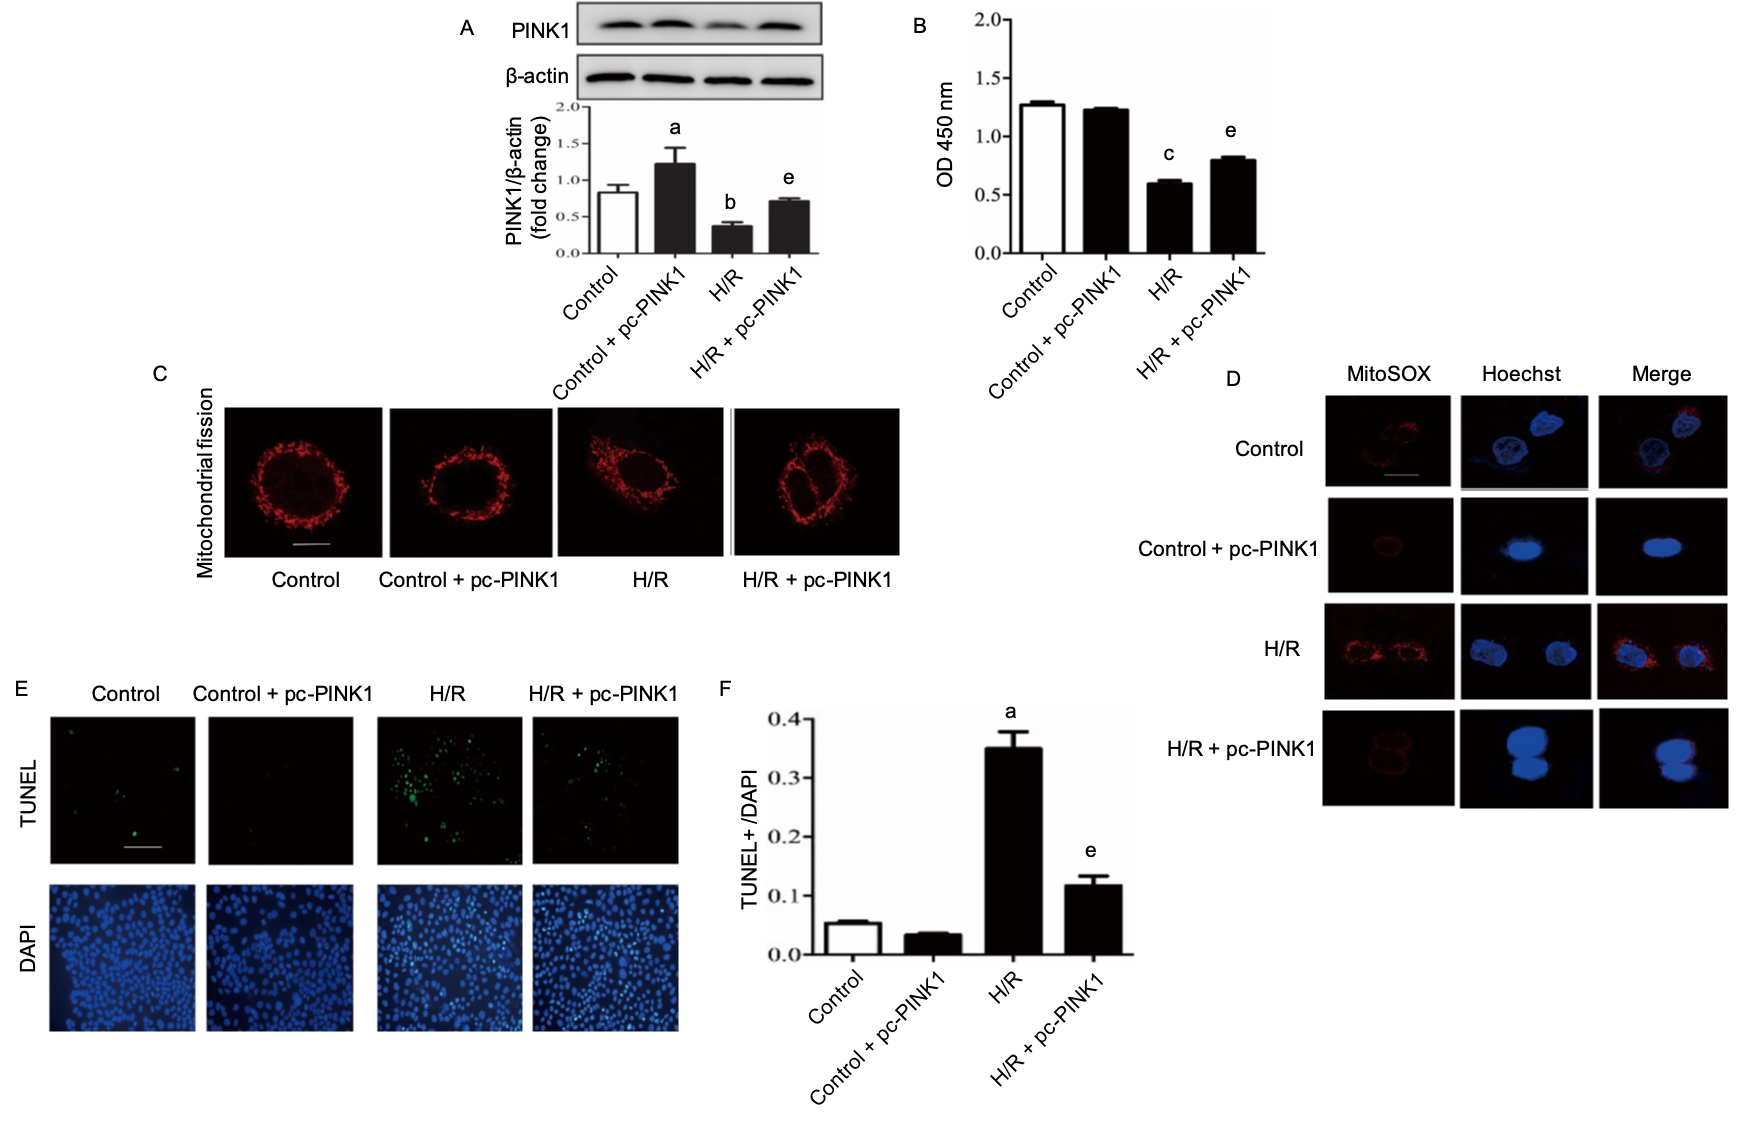 A
PINK1
β-actin
2.0
1.5
1.0
0.5
0.0
PINK1/β-actin
(fold change)
a
b
e
Control
Control + pc-PINK1
H/R
H/R + pc-PINK1
B
2.0
1.5
1.0
0.5
0.0
OD 450 nm
c
e
Control
Control + pc-PINK1
H/R
H/R + pc-PINK1
C
Mitochondrial fission
Control
Control + pc-PINK1
H/R
H/R + pc-PINK1
D
MitoSOX
Hoechst
Merge
Control
Control + pc-PINK1
H/R
H/R + pc-PINK1
E
Control
Control + pc-PINK1
H/R
H/R + pc-PINK1
TUNEL
DAPI
F
0.4
0.3
0.2
0.1
0.0
TUNEL+ /DAPI
a
e
Control
Control + pc-PINK1
H/R
H/R + pc-PINK1